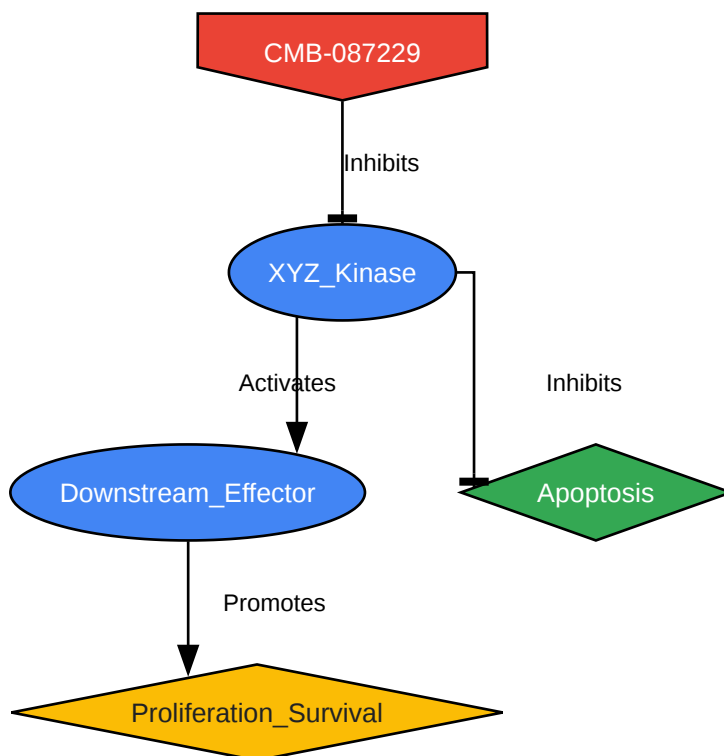 CMB-087229
Inhibits
XYZ_Kinase
Activates
Inhibits
Downstream_Effector
Apoptosis
Promotes
Proliferation_Survival